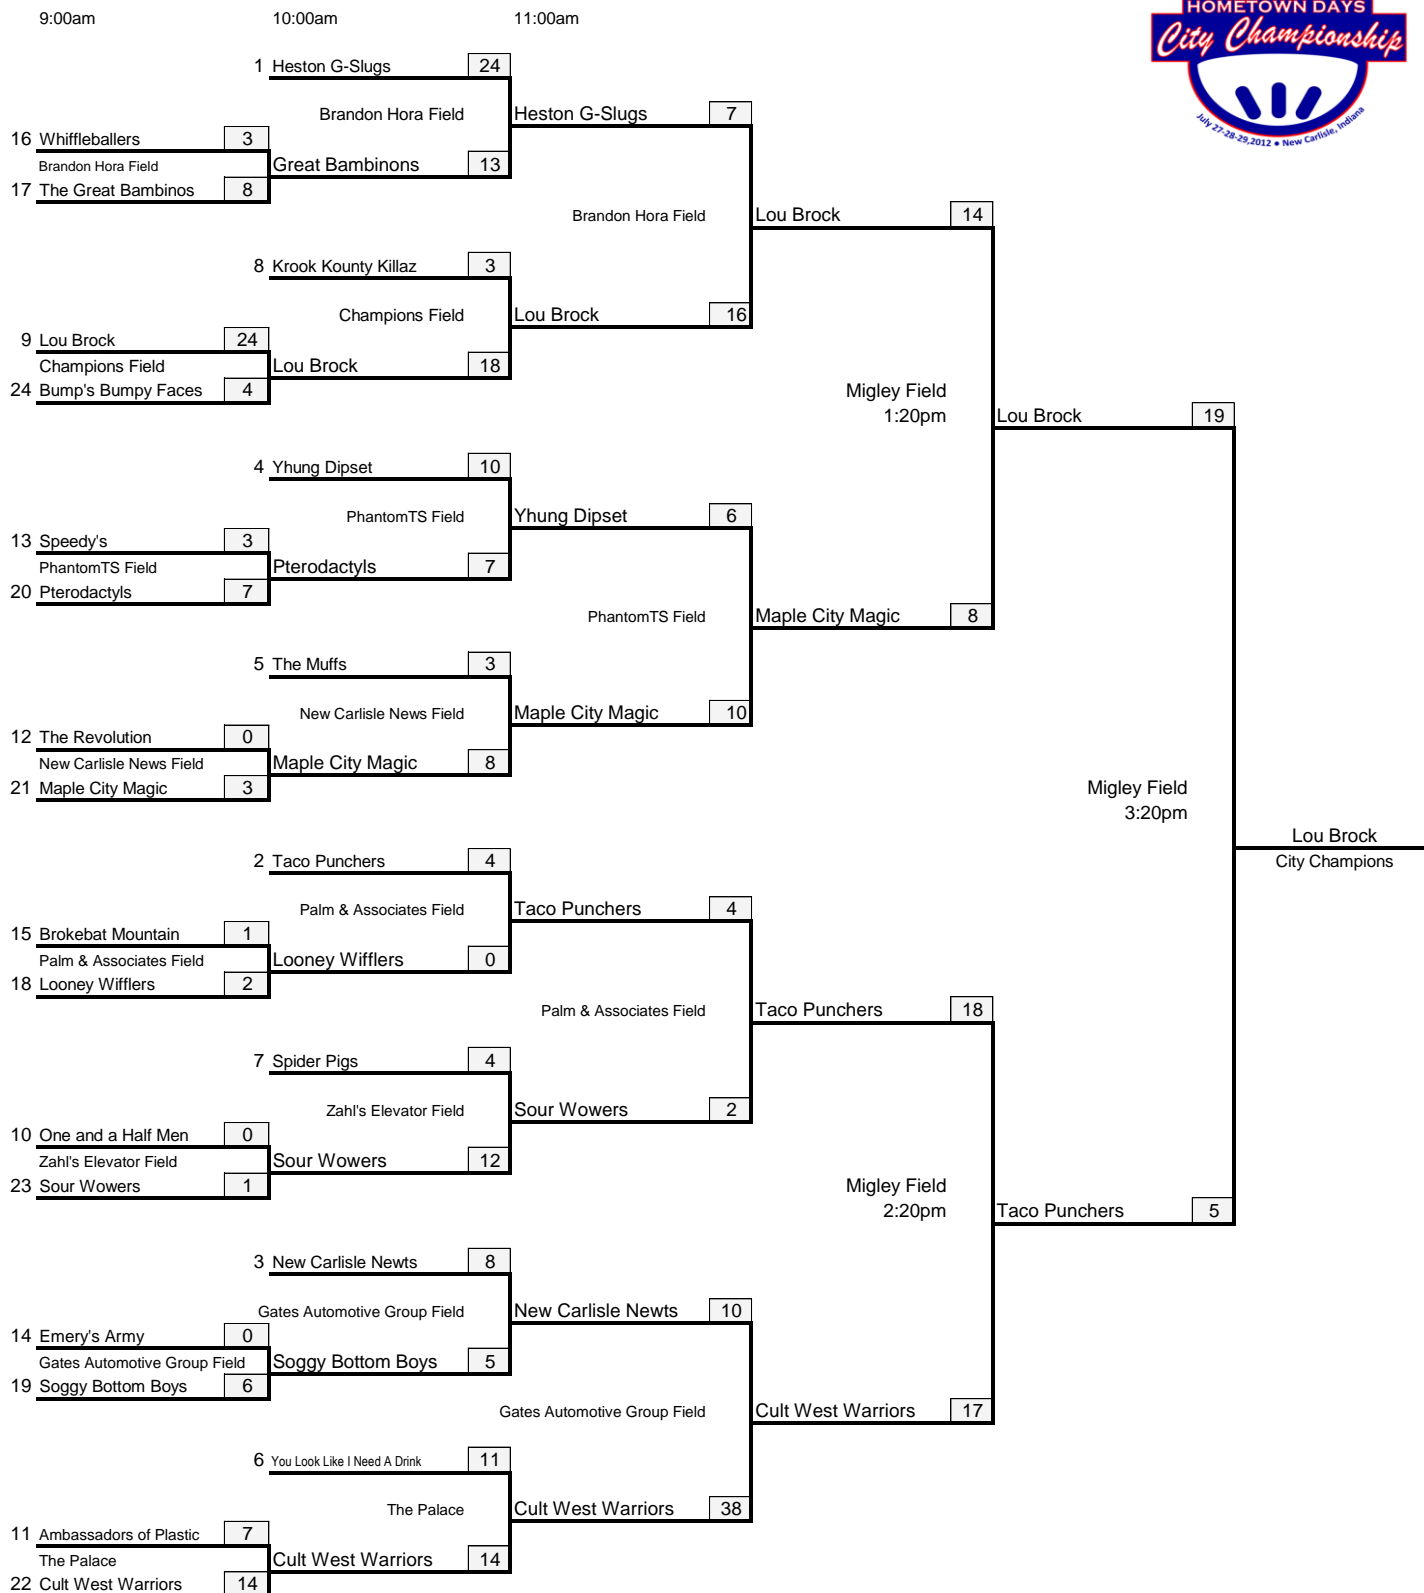 9:00am 10:00am 11:00am
HOMETOWN DAYS
City Championship
July 27-28-29,2012 • New Carlisle, Indiana
1 Heston G-Slugs 24
Brandon Hora Field Heston G-Slugs 7
16 Whiffleballers 3
Brandon Hora Field Great Bambinons 13
17 The Great Bambinos 8
Brandon Hora Field Lou Brock 14
8 Krook Kounty Killaz 3
Champions Field Lou Brock 16
9 Lou Brock 24
Champions Field Lou Brock 18
24 Bump's Bumpy Faces 4
Migley Field
1:20pm Lou Brock 19
4 Yhung Dipset 10
PhantomTS Field Yhung Dipset 6
13 Speedy's 3
PhantomTS Field Pterodactyls 7
20 Pterodactyls 7
PhantomTS Field Maple City Magic 8
5 The Muffs 3
New Carlisle News Field Maple City Magic 10
12 The Revolution 0
New Carlisle News Field Maple City Magic 8
21 Maple City Magic 3
Migley Field
3:20pm
Lou Brock
City Champions
2 Taco Punchers 4
Palm & Associates Field Taco Punchers 4
15 Brokebat Mountain 1
Palm & Associates Field Looney Wifflers 0
18 Looney Wifflers 2
Palm & Associates Field Taco Punchers 18
7 Spider Pigs 4
Zahl's Elevator Field Sour Wowers 2
10 One and a Half Men 0
Zahl's Elevator Field Sour Wowers 12
23 Sour Wowers 1
Migley Field
2:20pm Taco Punchers 5
3 New Carlisle Newts 8
Gates Automotive Group Field New Carlisle Newts 10
14 Emery's Army 0
Gates Automotive Group Field Soggy Bottom Boys 5
19 Soggy Bottom Boys 6
Gates Automotive Group Field Cult West Warriors 17
6 You Look Like I Need A Drink 11
The Palace Cult West Warriors 38
11 Ambassadors of Plastic 7
The Palace Cult West Warriors 14
22 Cult West Warriors 14